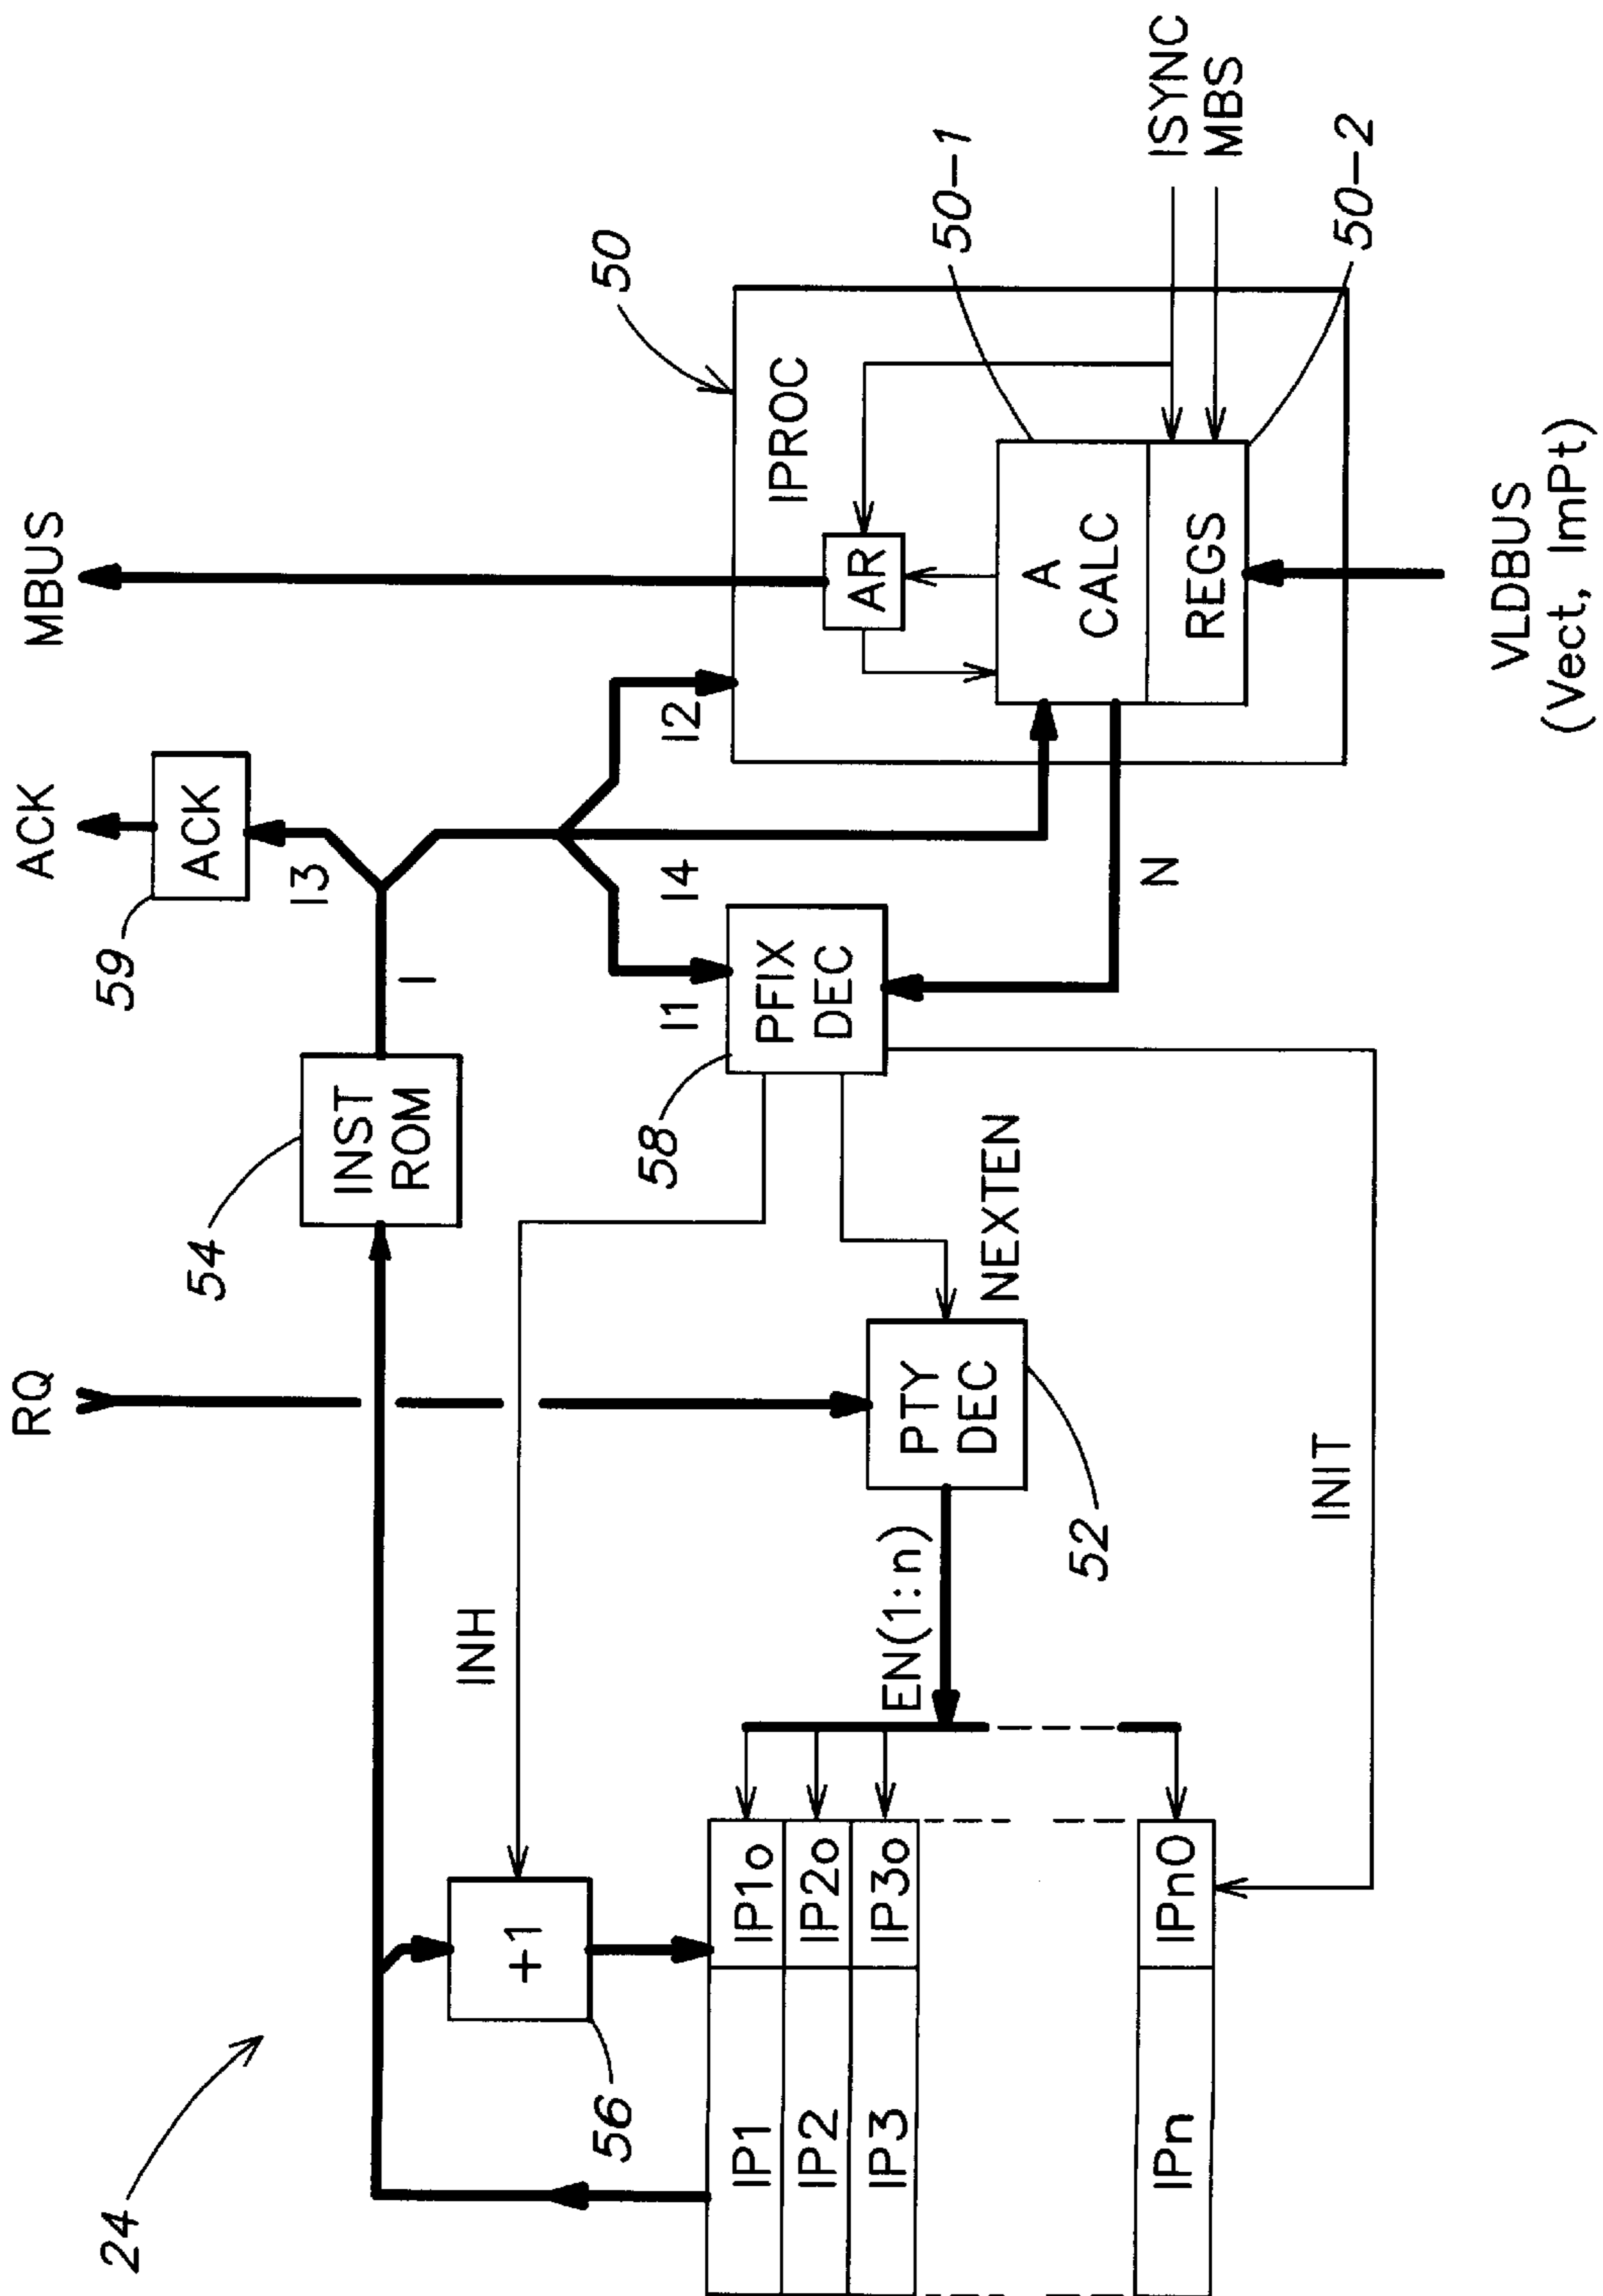 24
RQ
ACK
MBUS
54
INST
ROM
I
59
ACK
I3
INH
56
+1
58
PFIX
DEC
I1
I4
I2
50
IPROC
AR
A
CALC
REGS
50-1
50-2
ISYNC
MBS
N
NEXTEN
PTY
DEC
52
EN(1:n)
INIT
IP1
IP1o
IP2
IP2o
IP3
IP3o
IPn
IPnO
VLDBUS
(Vect, ImPt)